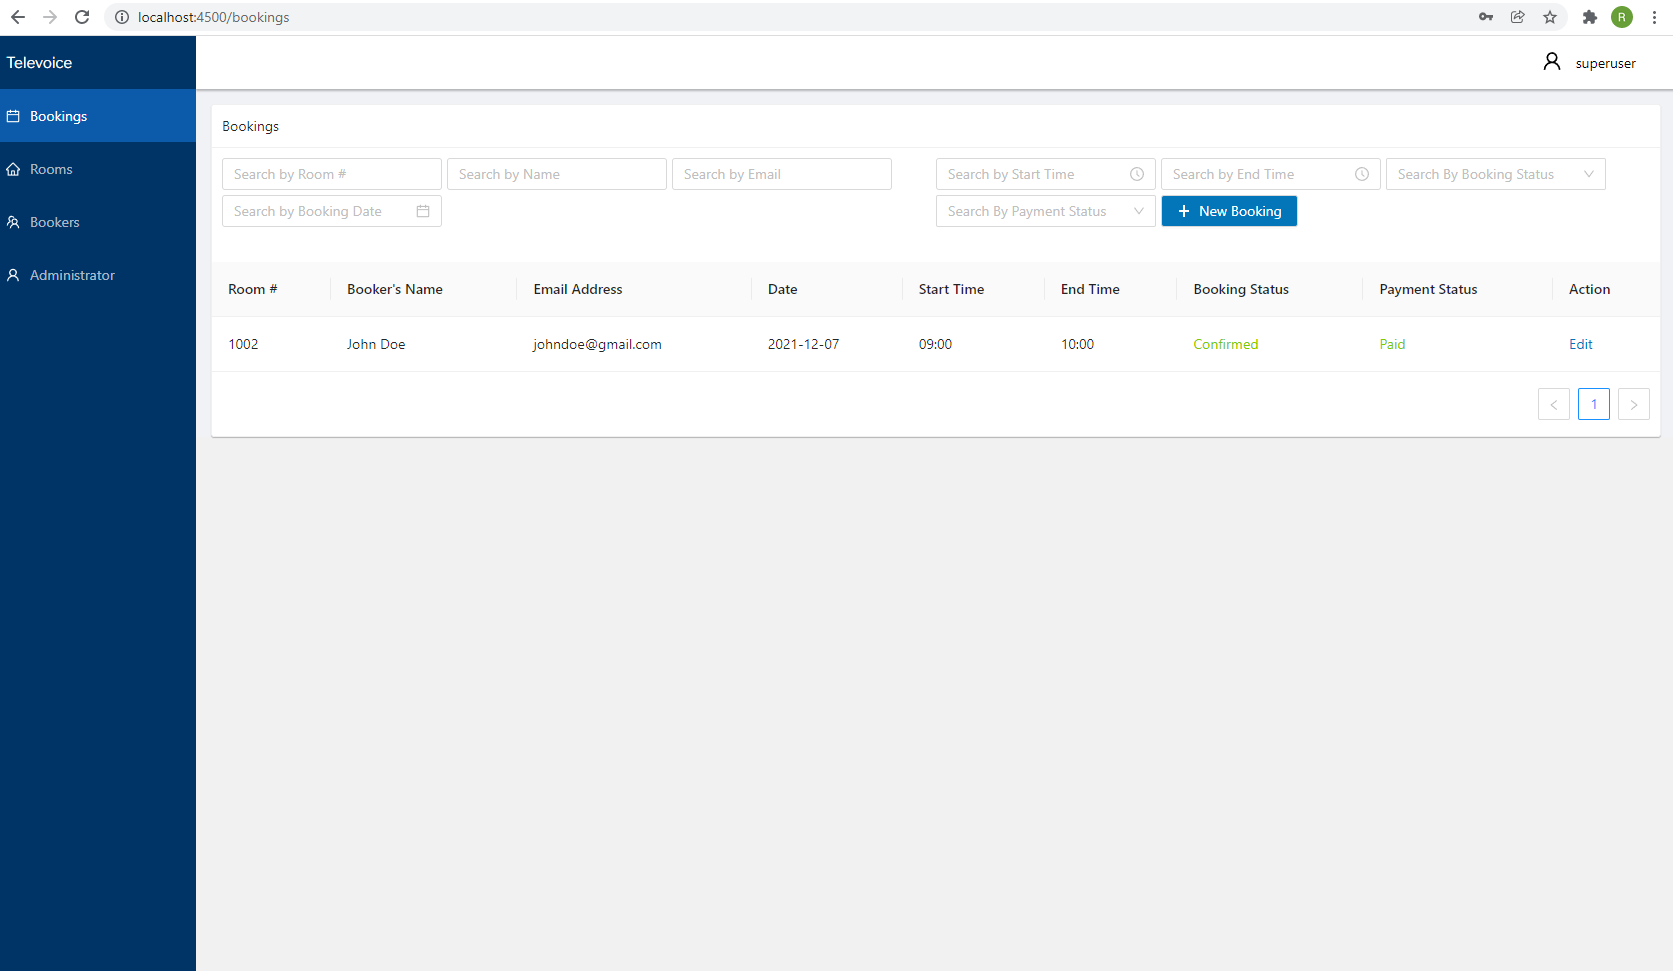 localhost:4500/bookings
R
Televoice
superuser
Bookings
Rooms
Bookers
Administrator
Bookings
Search by Room #
Search by Name
Search by Email
Search by Start Time
Search by End Time
Search By Booking Status
Search by Booking Date
Search By Payment Status
New Booking
Room # Booker's Name Email Address Date Start Time End Time Booking Status Payment Status Action
1002 John Doe johndoe@gmail.com 2021-12-07 09:00 10:00 Confirmed Paid Edit
1